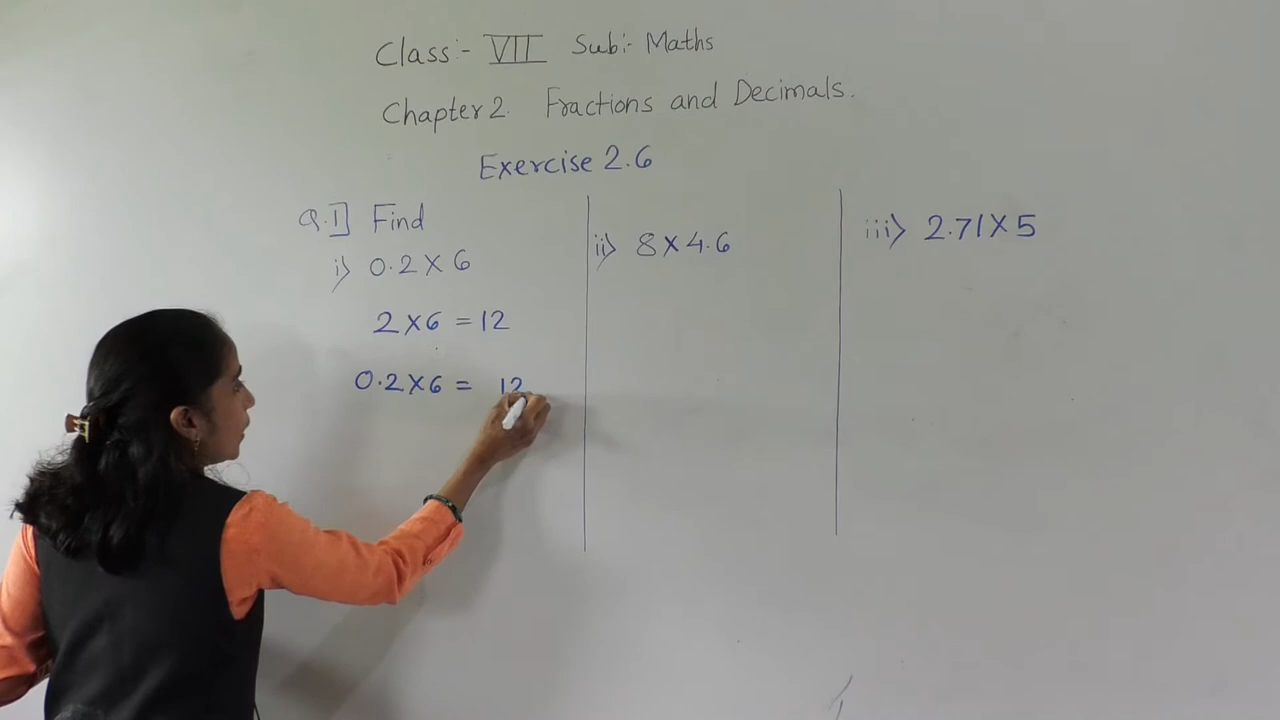 Class:- VII Sub:- Maths
Chapter 2. Fractions and Decimals.
Exercise 2.6
Q.1] Find
i) 0.2 X 6
2 X 6 = 12
0.2 X 6 = 12
ii) 8 X 4.6
iii) 2.71 X 5